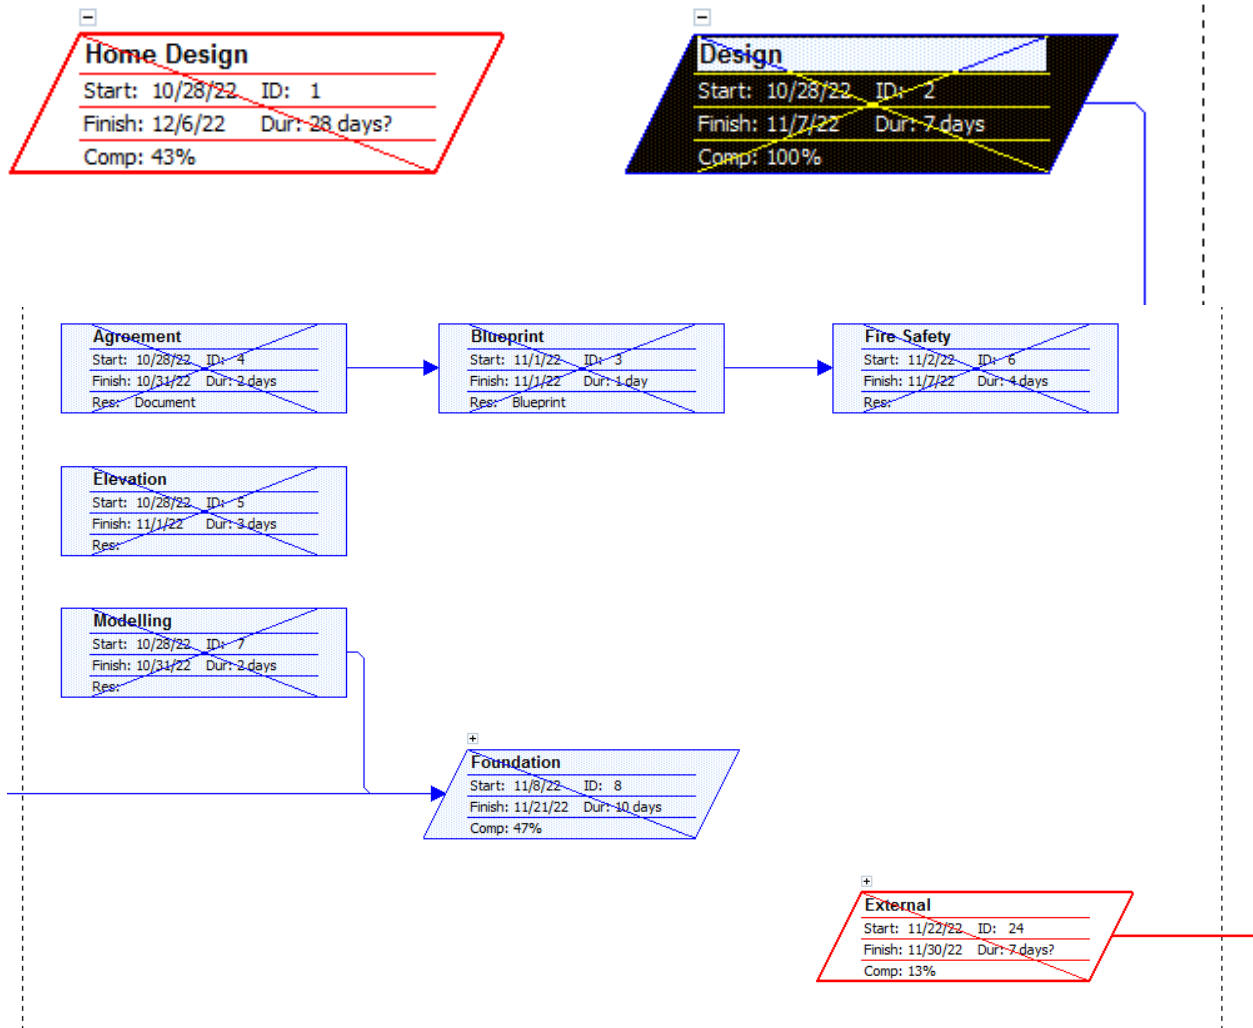 Home Design
Start: 10/28/22 ID: 1
Finish: 12/6/22 Dur: 28 days?
Comp: 43%
Design
Start: 10/28/22 ID: 2
Finish: 11/7/22 Dur: 7 days
Comp: 100%
Agreement
Start: 10/28/22 ID: 4
Finish: 10/31/22 Dur: 2 days
Res: Document
Blueprint
Start: 11/1/22 ID: 3
Finish: 11/1/22 Dur: 1 day
Res: Blueprint
Fire Safety
Start: 11/2/22 ID: 6
Finish: 11/7/22 Dur: 4 days
Res:
Elevation
Start: 10/28/22 ID: 5
Finish: 11/1/22 Dur: 3 days
Res:
Modelling
Start: 10/28/22 ID: 7
Finish: 10/31/22 Dur: 2 days
Res:
Foundation
Start: 11/8/22 ID: 8
Finish: 11/21/22 Dur: 10 days
Comp: 47%
External
Start: 11/22/22 ID: 24
Finish: 11/30/22 Dur: 7 days?
Comp: 13%